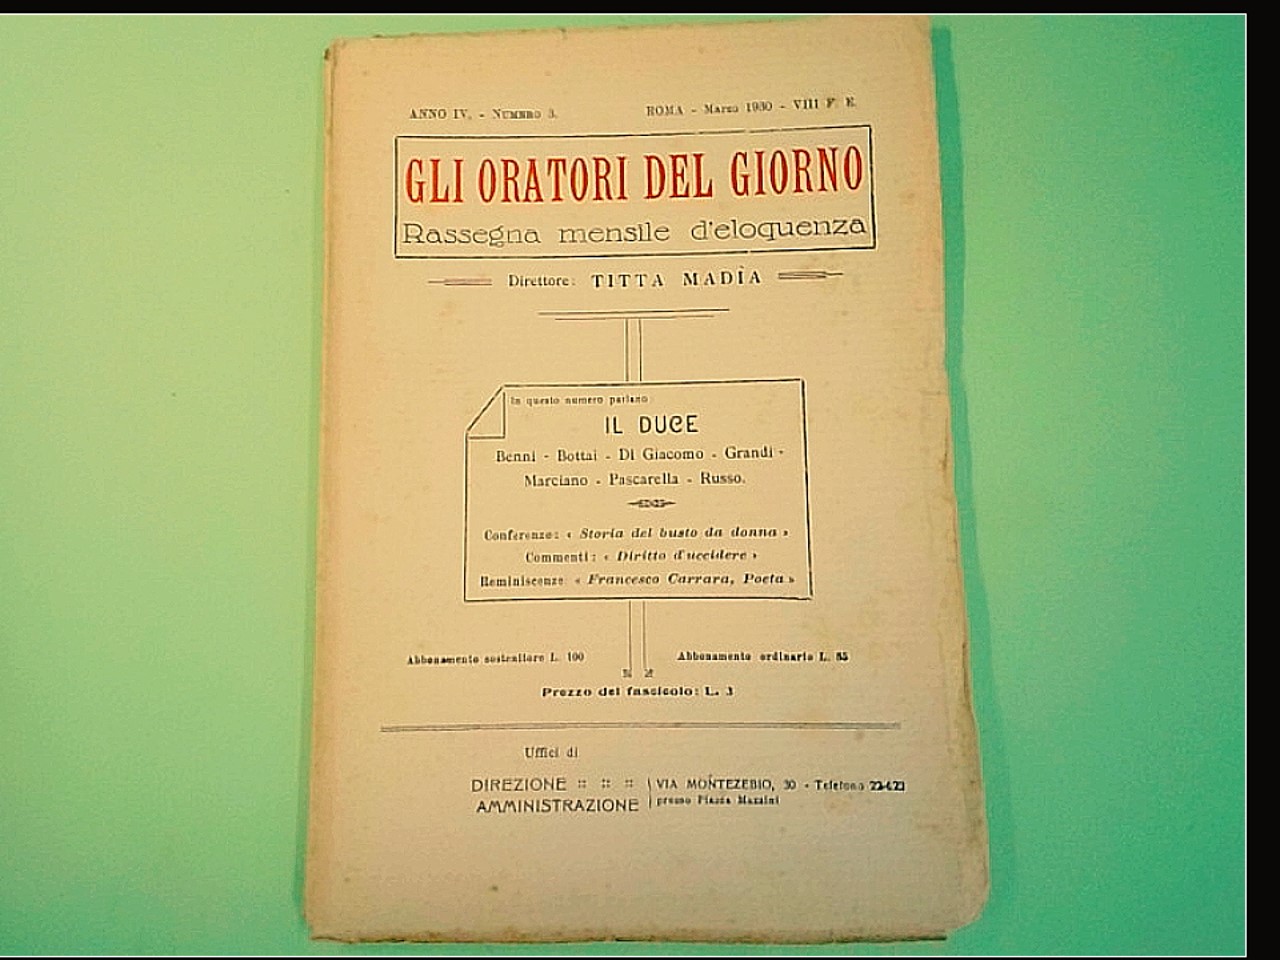 ANNO IV. - Numero 3.
ROMA - Marzo 1930 - VIII F. E.
GLI ORATORI DEL GIORNO
Rassegna mensile d'eloquenza
Direttore: TITTA MADÌA
In questo numero parlano
IL DUCE
Benni - Bottai - Di Giacomo - Grandi -
Marciano - Pascarella - Russo.
Conferenze: « Storia del busto da donna »
Commenti: « Diritto d'uccidere »
Reminiscenze « Francesco Carrara, Poeta »
Abbonamento sostenitore L. 100
Abbonamento ordinario L.
Prezzo del fascicolo: L. 3
Uffici di
DIREZIONE :: :: ::
AMMINISTRAZIONE
VIA MONTEZEBIO, 30 - Telefono
presso Piazza Mazzini